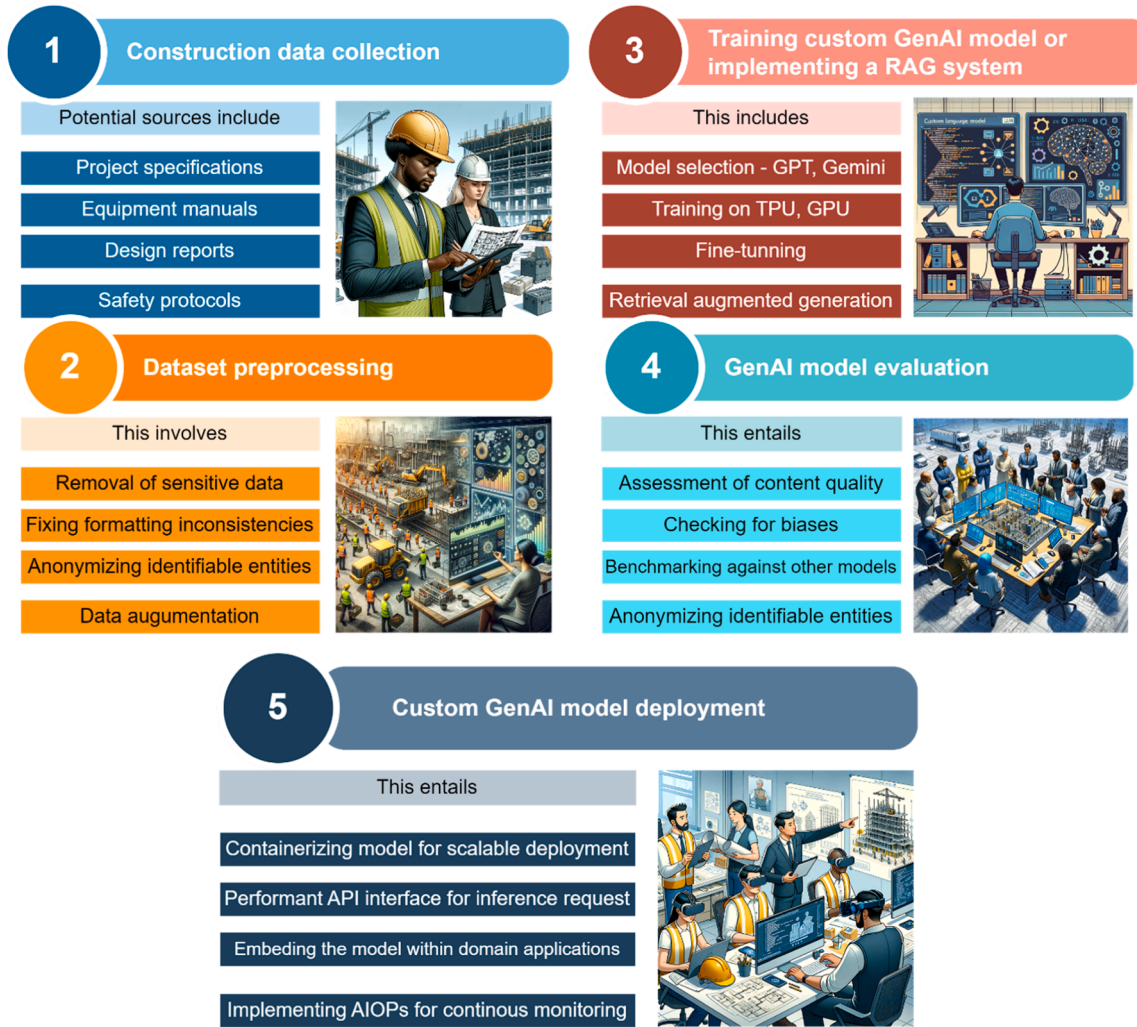 1
Construction data collection
Potential sources include
Project specifications
Equipment manuals
Design reports
Safety protocols
2
Dataset preprocessing
This involves
Removal of sensitive data
Fixing formatting inconsistencies
Anonymizing identifiable entities
Data augumentation
3
Training custom GenAI model or
implementing a RAG system
This includes
Model selection - GPT, Gemini
Training on TPU, GPU
Fine-tunning
Retrieval augmented generation
Custom language model
4
GenAI model evaluation
This entails
Assessment of content quality
Checking for biases
Benchmarking against other models
Anonymizing identifiable entities
5
Custom GenAI model deployment
This entails
Containerizing model for scalable deployment
Performant API interface for inference request
Embeding the model within domain applications
Implementing AIOPs for continous monitoring